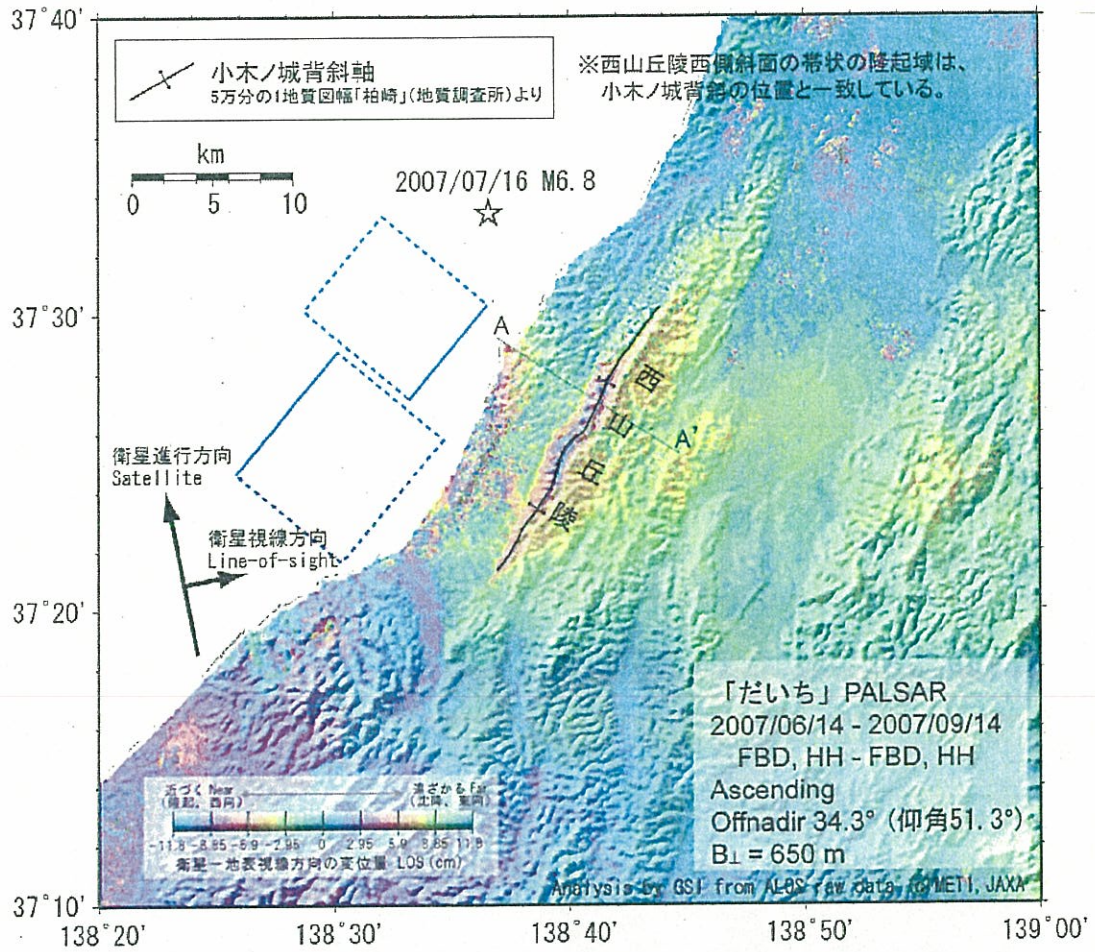 37°40'
小木ノ城背斜軸
5万分の1地質図幅「柏崎」(地質調査所)より
※西山丘陵西側斜面の帯状の隆起域は、
小木ノ城背斜の位置と一致している。
km
0 5 10
2007/07/16 M6.8
37°30'
A
西
山
丘
陵
A'
衛星進行方向
Satellite
衛星視線方向
Line-of-sight
37°20'
「だいち」PALSAR
2007/06/14 - 2007/09/14
FBD, HH - FBD, HH
Ascending
Offnadir 34.3° (仰角51.3°)
B⊥ = 650 m
近づく Near
(隆起、西向)
遠ざかる Far
(沈降、東向)
-11.8 -8.85 -5.9 -2.95 0 2.95 5.9 8.85 11.8
衛星－地表視線方向の変位量 LOS (cm)
Analysis by GSI from ALOS raw data (c) METI, JAXA
37°10'
138°20' 138°30' 138°40' 138°50' 139°00'